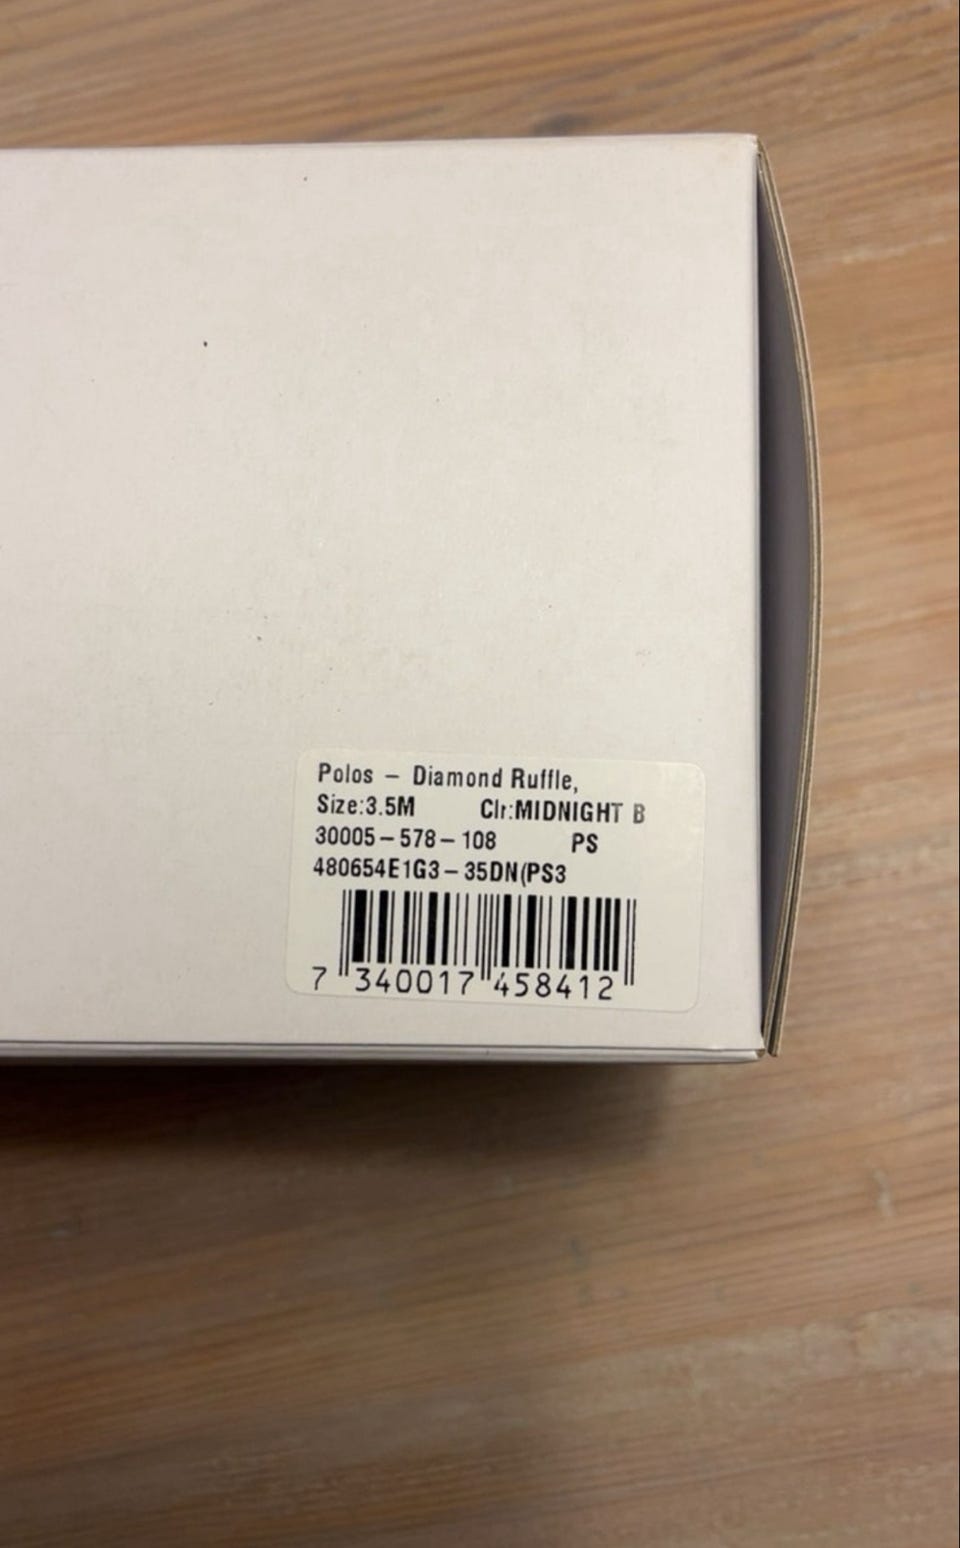 Polos - Diamond Ruffle,
Size:3.5M Clr:MIDNIGHT B
30005-578-108 PS
480654E1G3-35DN(PS3
7 340017 458412